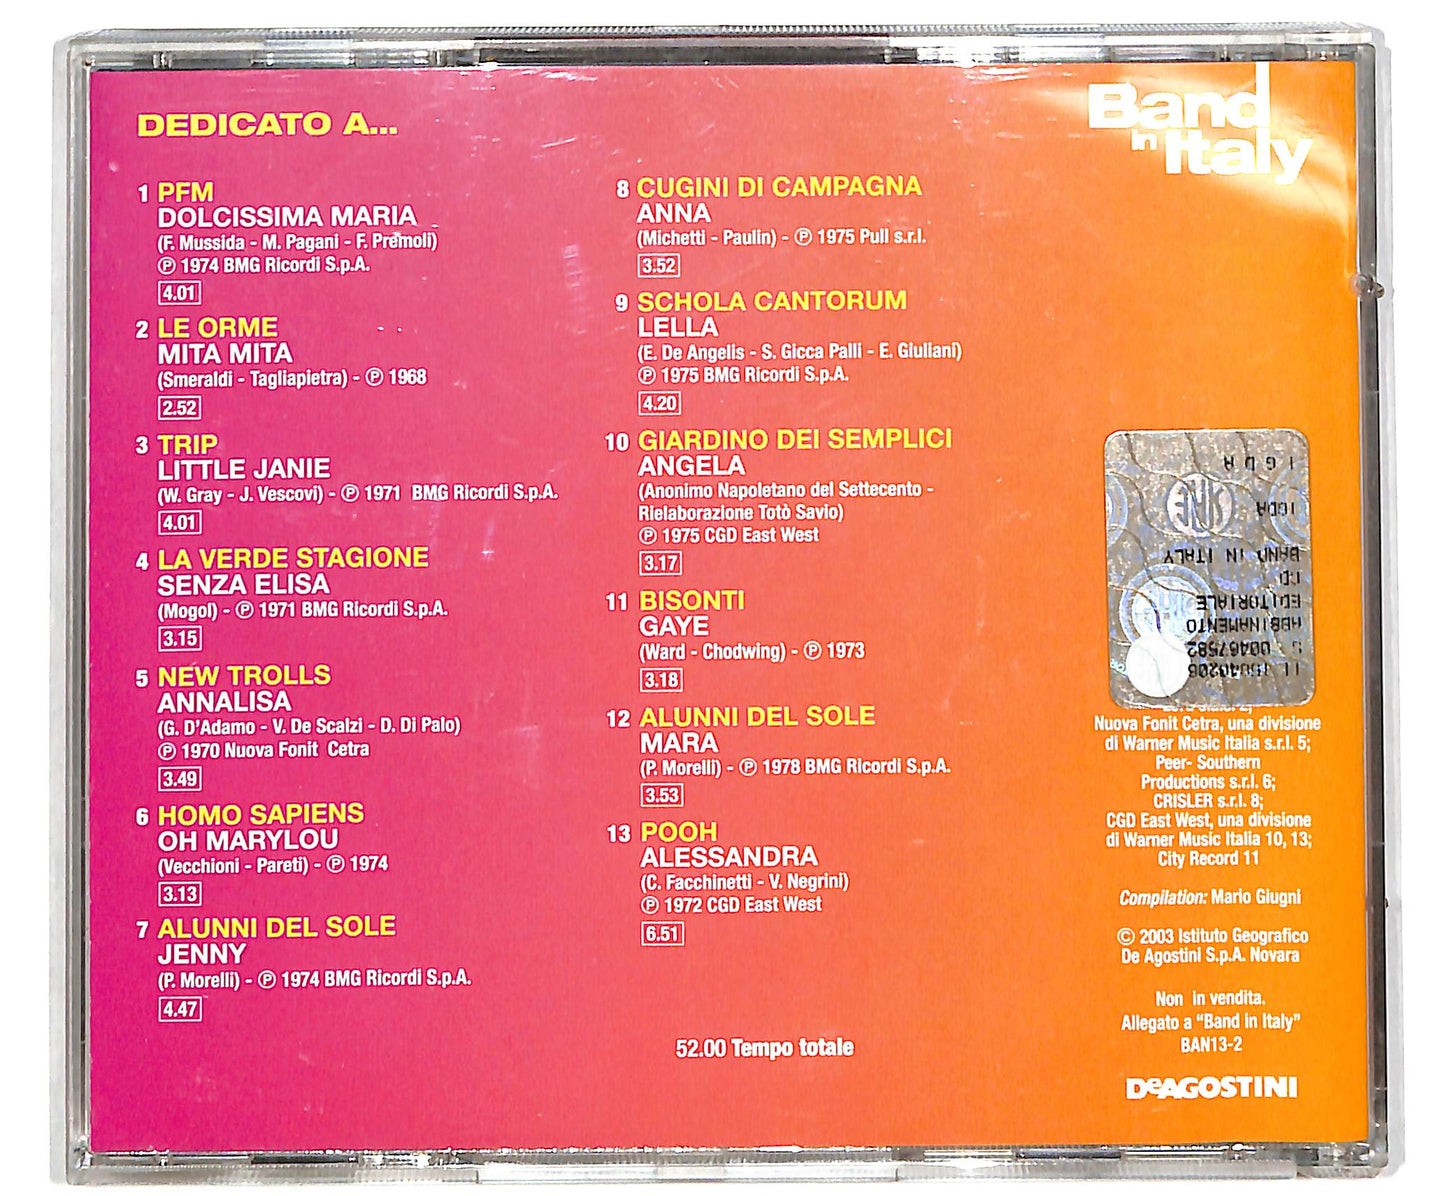 DEDICATO A...
1 PFM
DOLCISSIMA MARIA
(F. Mussida - M. Pagani - F. Premoli)
℗ 1974 BMG Ricordi S.p.A.
4.01
2 LE ORME
MITA MITA
(Smeraldi - Tagliapietra) - ℗ 1968
2.52
3 TRIP
LITTLE JANIE
(W. Gray - J. Vescovi) - ℗ 1971 BMG Ricordi S.p.A.
4.01
4 LA VERDE STAGIONE
SENZA ELISA
(Mogol) - ℗ 1971 BMG Ricordi S.p.A.
3.15
5 NEW TROLLS
ANNALISA
(G. D'Adamo - V. De Scalzi - D. Di Palo)
℗ 1970 Nuova Fonit Cetra
3.49
6 HOMO SAPIENS
OH MARYLOU
(Vecchioni - Pareti) - ℗ 1974
3.13
7 ALUNNI DEL SOLE
JENNY
(P. Morelli) - ℗ 1974 BMG Ricordi S.p.A.
4.47
8 CUGINI DI CAMPAGNA
ANNA
(Michetti - Paulin) - ℗ 1975 Pull s.r.l.
3.52
9 SCHOLA CANTORUM
LELLA
(E. De Angelis - S. Gicca Palli - E. Giuliani)
℗ 1975 BMG Ricordi S.p.A.
4.20
10 GIARDINO DEI SEMPLICI
ANGELA
(Anonimo Napoletano del Settecento -
Rielaborazione Totò Savio)
℗ 1975 CGD East West
3.17
11 BISONTI
GAYE
(Ward - Chodwing) - ℗ 1973
3.18
12 ALUNNI DEL SOLE
MARA
(P. Morelli) - ℗ 1978 BMG Ricordi S.p.A.
3.53
13 POOH
ALESSANDRA
(C. Facchinetti - V. Negrini)
℗ 1972 CGD East West
6.51
52.00 Tempo totale
Band
in
Italy
I G D A
IGDA
BAND IN ITALY
CD
EDITORIALE
ABBINAMENTO
00467582
Nuova Fonit Cetra, una divisione
di Warner Music Italia s.r.l. 5;
Peer- Southern
Productions s.r.l. 6;
CRISLER s.r.l. 8;
CGD East West, una divisione
di Warner Music Italia 10, 13;
City Record 11
Compilation: Mario Giugni
© 2003 Istituto Geografico
De Agostini S.p.A. Novara
Non in vendita.
Allegato a "Band in Italy"
BAN13-2
DeAGOSTINI